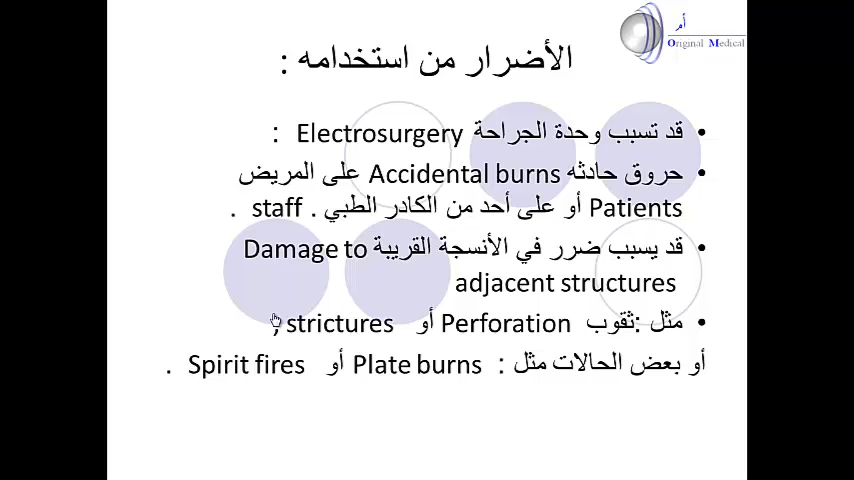 أم
Original Medical
الأضرار من استخدامه :
• قد تسبب وحدة الجراحة Electrosurgery :
• حروق حادثه Accidental burns على المريض
Patients أو على أحد من الكادر الطبي . staff .
• قد يسبب ضرر في الأنسجة القريبة Damage to
adjacent structures
• مثل :ثقوب Perforation أو strictures ,
أو بعض الحالات مثل : Plate burns أو Spirit fires .